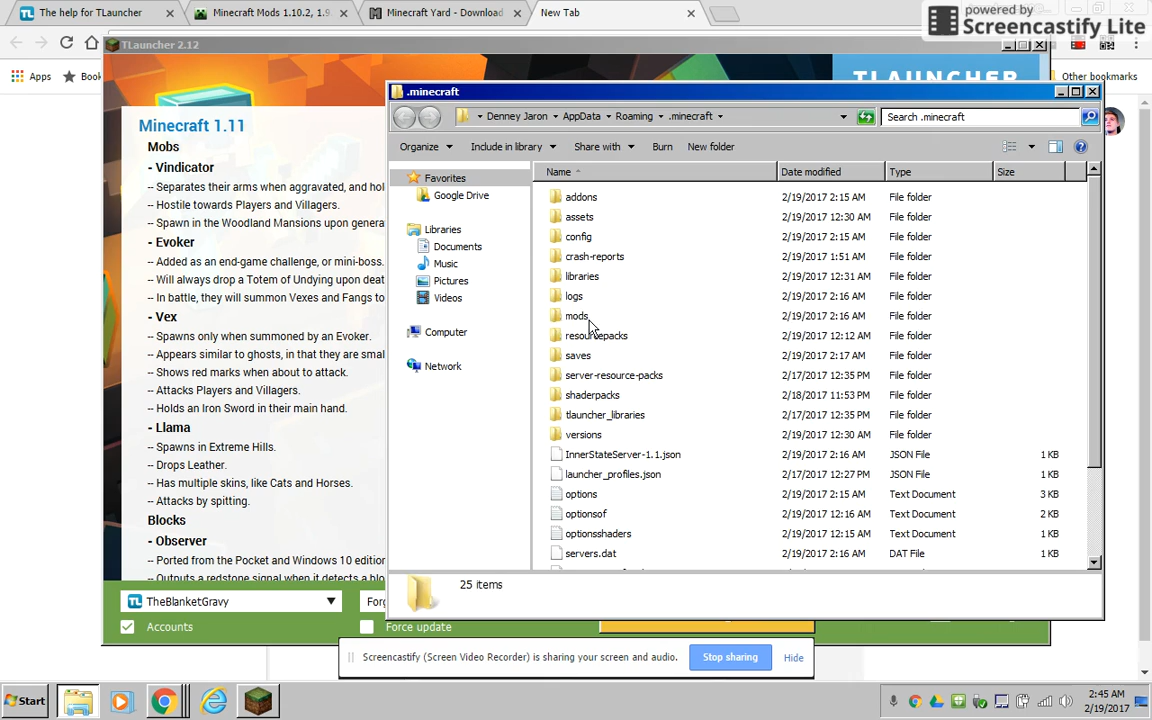 The help for TLauncher
Minecraft Mods 1.10.2, 1.9.
Minecraft Yard - Download
New Tab
powered by
Screencastify Lite
Apps
Book
Other bookmarks
TLauncher 2.12
TLAUNCHER
Minecraft 1.11
Mobs
- Vindicator
-- Separates their arms when aggravated, and hol
-- Hostile towards Players and Villagers.
-- Spawn in the Woodland Mansions upon genera
- Evoker
-- Added as an end-game challenge, or mini-boss.
-- Will always drop a Totem of Undying upon deat
-- In battle, they will summon Vexes and Fangs to
- Vex
-- Spawns only when summoned by an Evoker.
-- Appears similar to ghosts, in that they are smal
-- Shows red marks when about to attack.
-- Attacks Players and Villagers.
-- Holds an Iron Sword in their main hand.
- Llama
-- Spawns in Extreme Hills.
-- Drops Leather.
-- Has multiple skins, like Cats and Horses.
-- Attacks by spitting.
Blocks
- Observer
-- Ported from the Pocket and Windows 10 edition
-- Outputs a redstone signal when it detects a blo
TheBlanketGravy
Forg
Accounts
Force update
.minecraft
Denney Jaron
AppData
Roaming
.minecraft
Search .minecraft
Organize
Include in library
Share with
Burn
New folder
Favorites
Google Drive
Libraries
Documents
Music
Pictures
Videos
Computer
Network
Name Date modified Type Size
addons 2/19/2017 2:15 AM File folder
assets 2/19/2017 12:30 AM File folder
config 2/19/2017 2:15 AM File folder
crash-reports 2/19/2017 1:51 AM File folder
libraries 2/19/2017 12:31 AM File folder
logs 2/19/2017 2:16 AM File folder
mods 2/19/2017 2:16 AM File folder
resourcepacks 2/19/2017 12:12 AM File folder
saves 2/19/2017 2:17 AM File folder
server-resource-packs 2/17/2017 12:35 PM File folder
shaderpacks 2/18/2017 11:53 PM File folder
tlauncher_libraries 2/17/2017 12:35 PM File folder
versions 2/19/2017 12:30 AM File folder
InnerStateServer-1.1.json 2/19/2017 2:16 AM JSON File 1 KB
launcher_profiles.json 2/17/2017 12:27 PM JSON File 1 KB
options 2/19/2017 2:15 AM Text Document 3 KB
optionsof 2/19/2017 12:16 AM Text Document 2 KB
optionsshaders 2/19/2017 12:15 AM Text Document 1 KB
servers.dat 2/19/2017 2:16 AM DAT File 1 KB
25 items
Screencastify (Screen Video Recorder) is sharing your screen and audio.
Stop sharing
Hide
Start
2:45 AM
2/19/2017